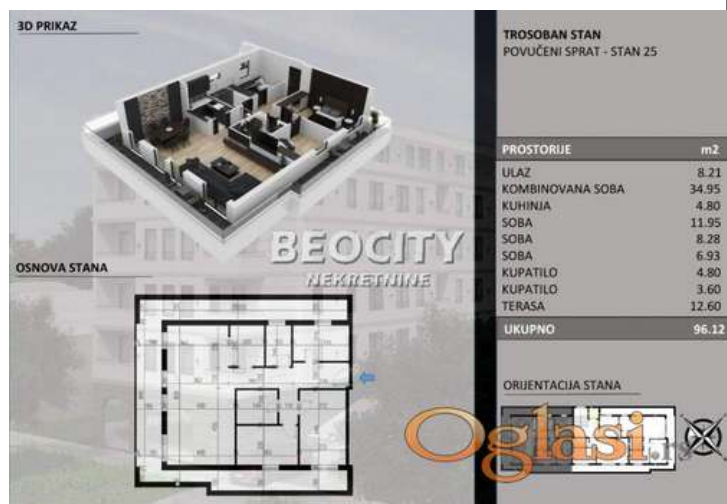 3D PRIKAZ
OSNOVA STANA
BEOCITY
NEKRETNINE
TROSOBAN STAN
POVUČENI SPRAT - STAN 25
PROSTORIJE m2
ULAZ 8.21
KOMBINOVANA SOBA 34.95
KUHINJA 4.80
SOBA 11.95
SOBA 8.28
SOBA 6.93
KUPATILO 4.80
KUPATILO 3.60
TERASA 12.60
UKUPNO 96.12
ORIJENTACIJA STANA
Oglasi.rs